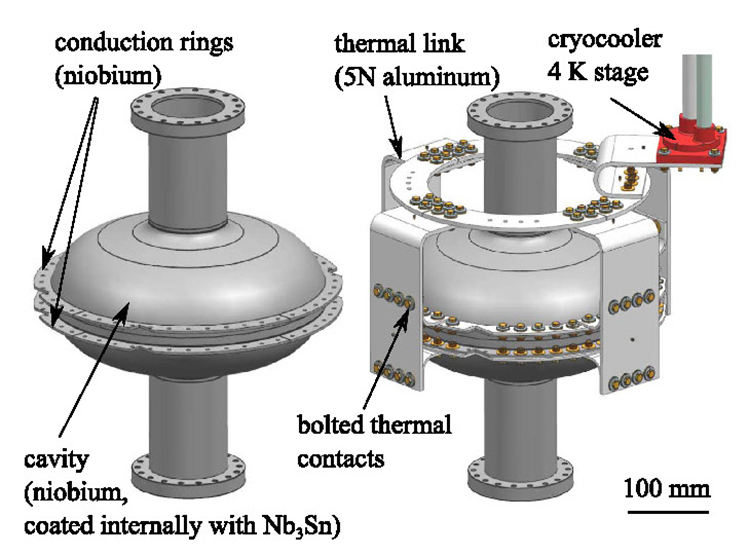 conduction rings
(niobium)
thermal link
(5N aluminum)
cryocooler
4 K stage
cavity
(niobium,
coated internally with Nb₃Sn)
bolted thermal
contacts
100 mm